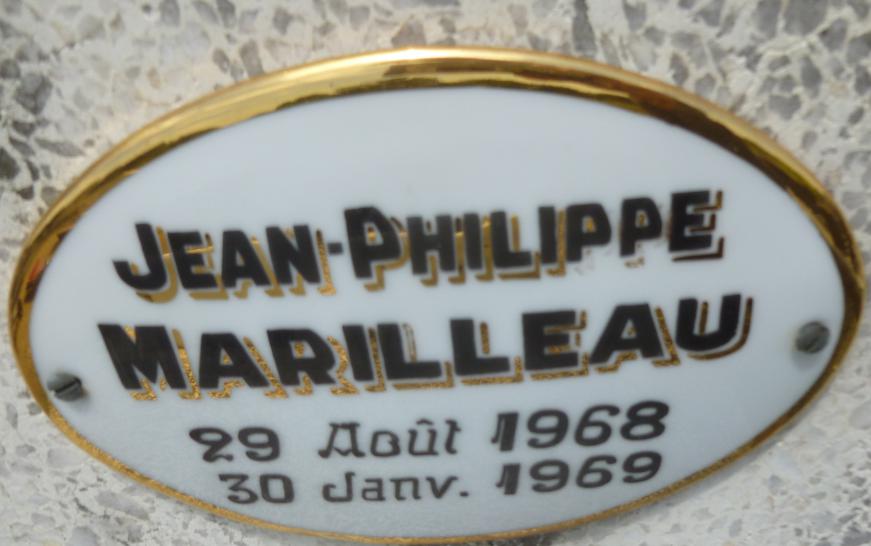 JEAN-PHILIPPE
MARILLEAU
29 Août 1968
30 Janv. 1969